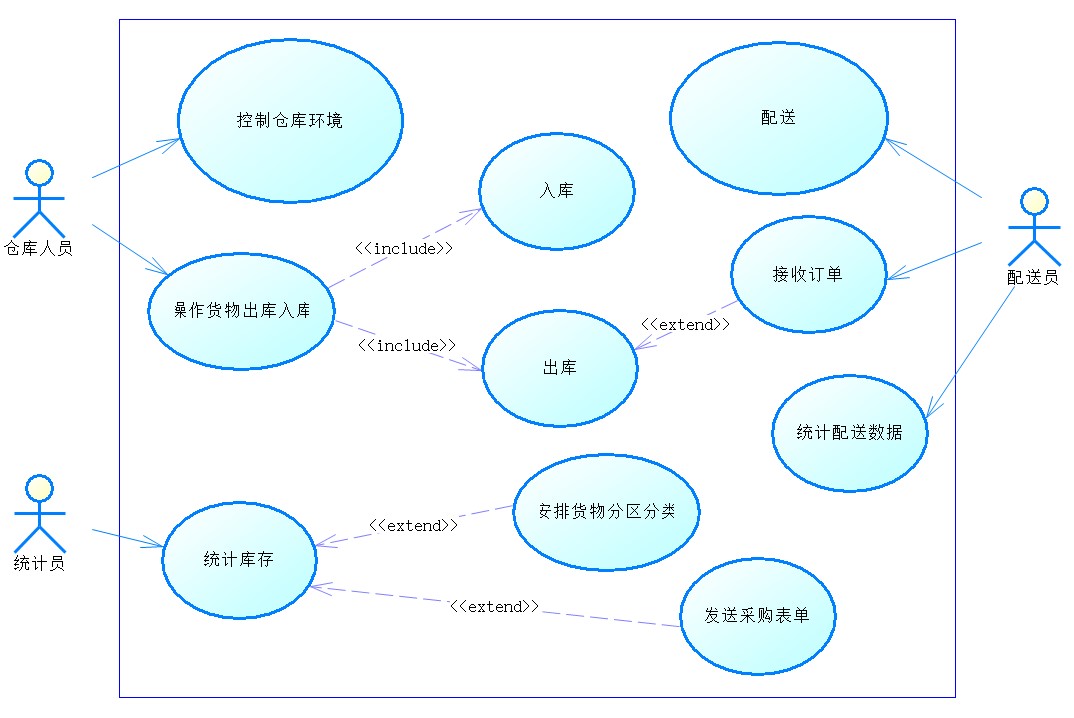 控制仓库环境
配送
入库
仓库人员
<<include>>
接收订单
配送员
操作货物出库入库
<<extend>>
<<include>>
出库
统计配送数据
安排货物分区分类
<<extend>>
统计员
统计库存
<<extend>>
发送采购表单